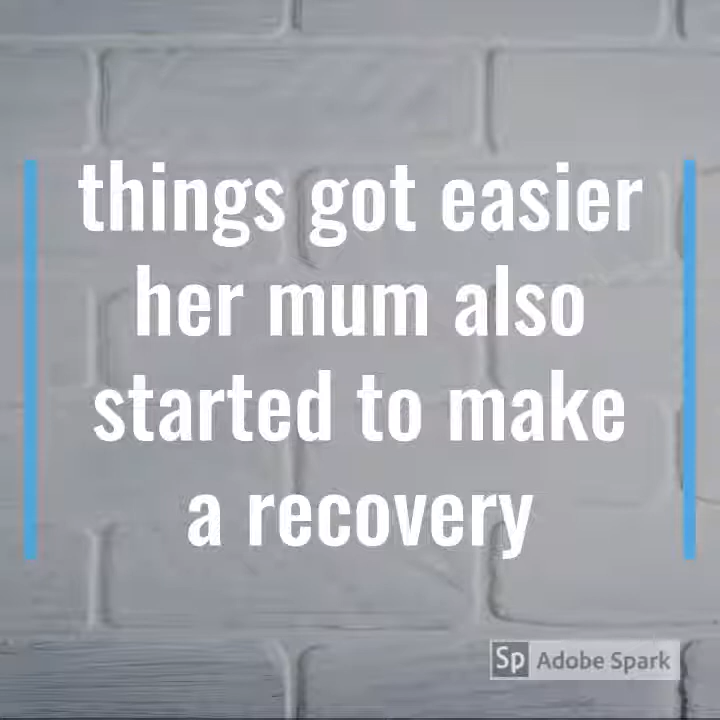 things got easier
her mum also
started to make
a recovery
Sp Adobe Spark